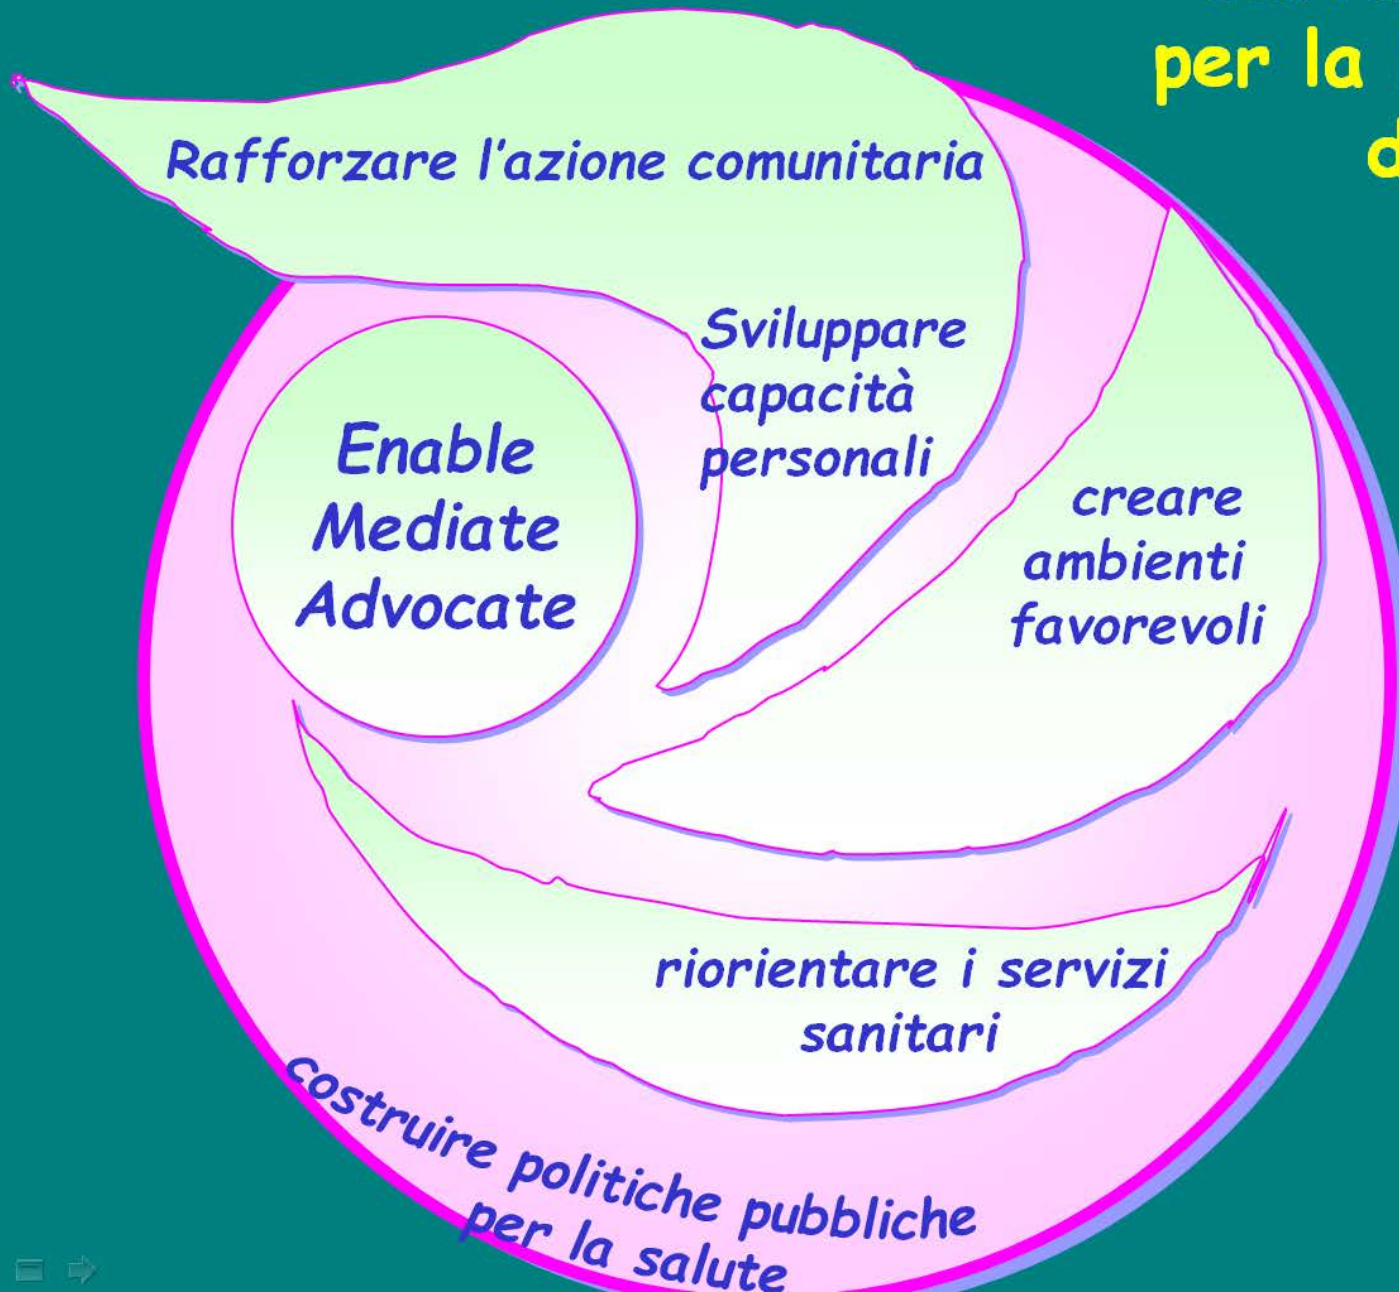 per la
d
Rafforzare l'azione comunitaria
Sviluppare
capacità
personali
Enable
Mediate
Advocate
creare
ambienti
favorevoli
riorientare i servizi
sanitari
costruire politiche pubbliche
per la salute